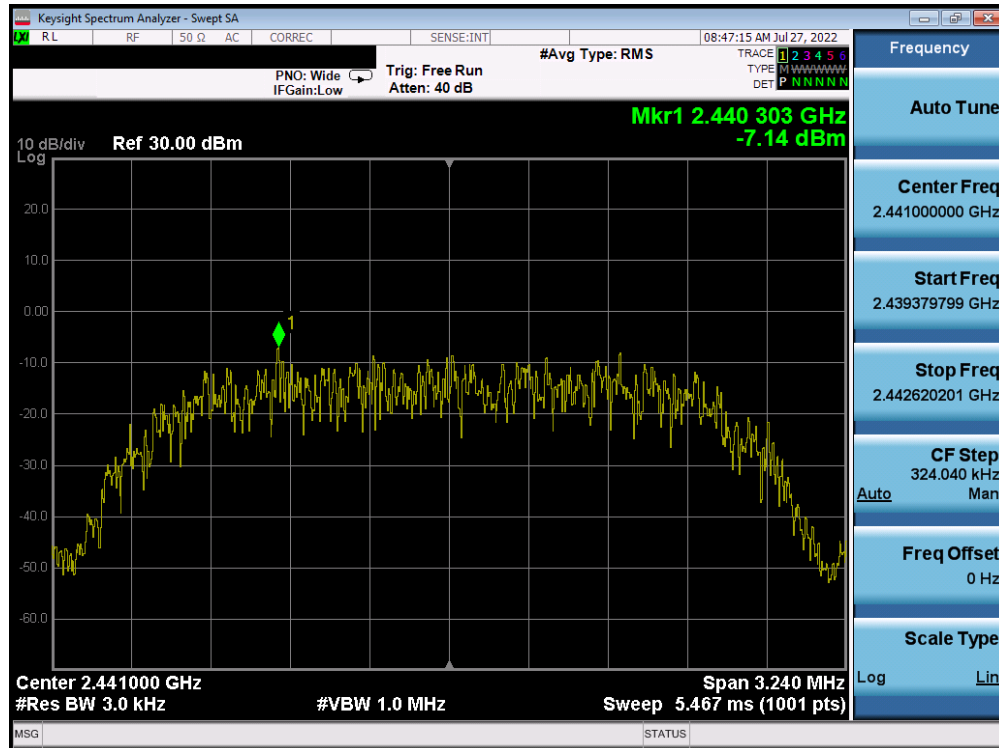 Keysight Spectrum Analyzer - Swept SA
LXI RL RF 50 Ω AC CORREC SENSE:INT 08:47:15 AM Jul 27, 2022
#Avg Type: RMS TRACE 1 2 3 4 5 6
PNO: Wide Trig: Free Run TYPE M WWWWW
IFGain:Low Atten: 40 dB DET P N N N N N
Mkr1 2.440 303 GHz
-7.14 dBm
10 dB/div Ref 30.00 dBm
Log
20.0
10.0
0.00
1
-10.0
-20.0
-30.0
-40.0
-50.0
-60.0
Center 2.441000 GHz Span 3.240 MHz
#Res BW 3.0 kHz #VBW 1.0 MHz Sweep 5.467 ms (1001 pts)
MSG STATUS
Frequency
Auto Tune
Center Freq
2.441000000 GHz
Start Freq
2.439379799 GHz
Stop Freq
2.442620201 GHz
CF Step
324.040 kHz
Auto Man
Freq Offset
0 Hz
Scale Type
Log Lin